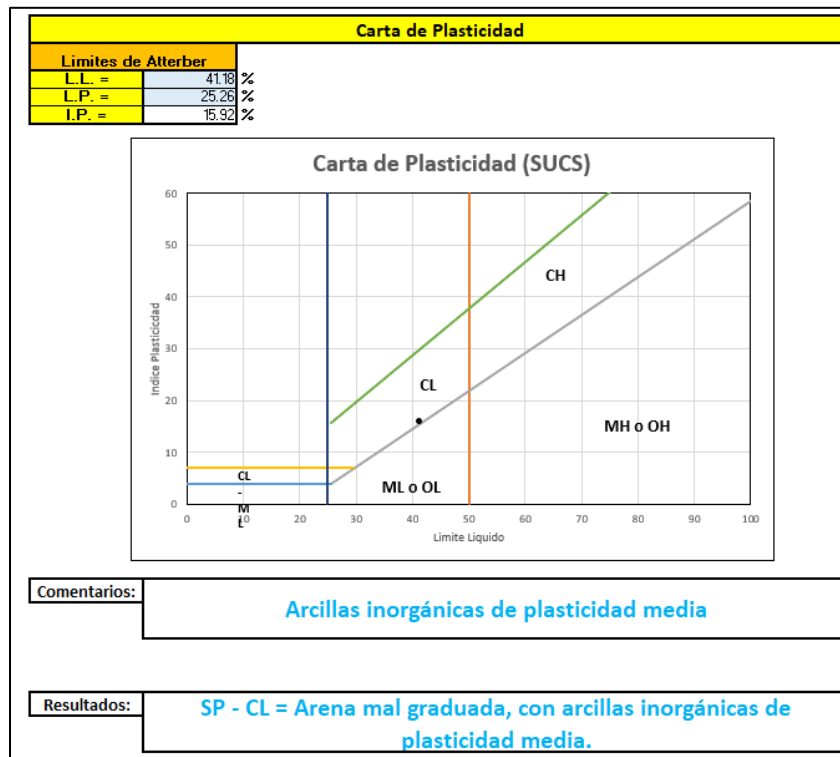 Carta de Plasticidad
Limites de Atterber
L.L. = 41.18 %
L.P. = 25.26 %
I.P. = 15.92 %
Carta de Plasticidad (SUCS)
60
50
40
30
20
10
0
Indice Plasticicdad
CH
CL
MH o OH
ML o OL
CL
-
ML
0 10 20 30 40 50 60 70 80 90 100
Limite Liquido
Comentarios:
Arcillas inorgánicas de plasticidad media
Resultados:
SP - CL = Arena mal graduada, con arcillas inorgánicas de
plasticidad media.